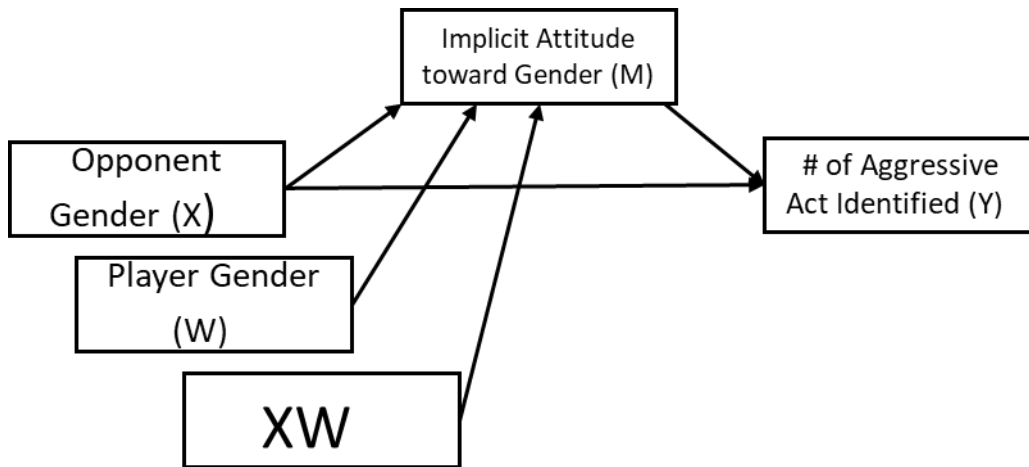 Implicit Attitude
toward Gender (M)
Opponent
Gender (X)
# of Aggressive
Act Identified (Y)
Player Gender
(W)
XW